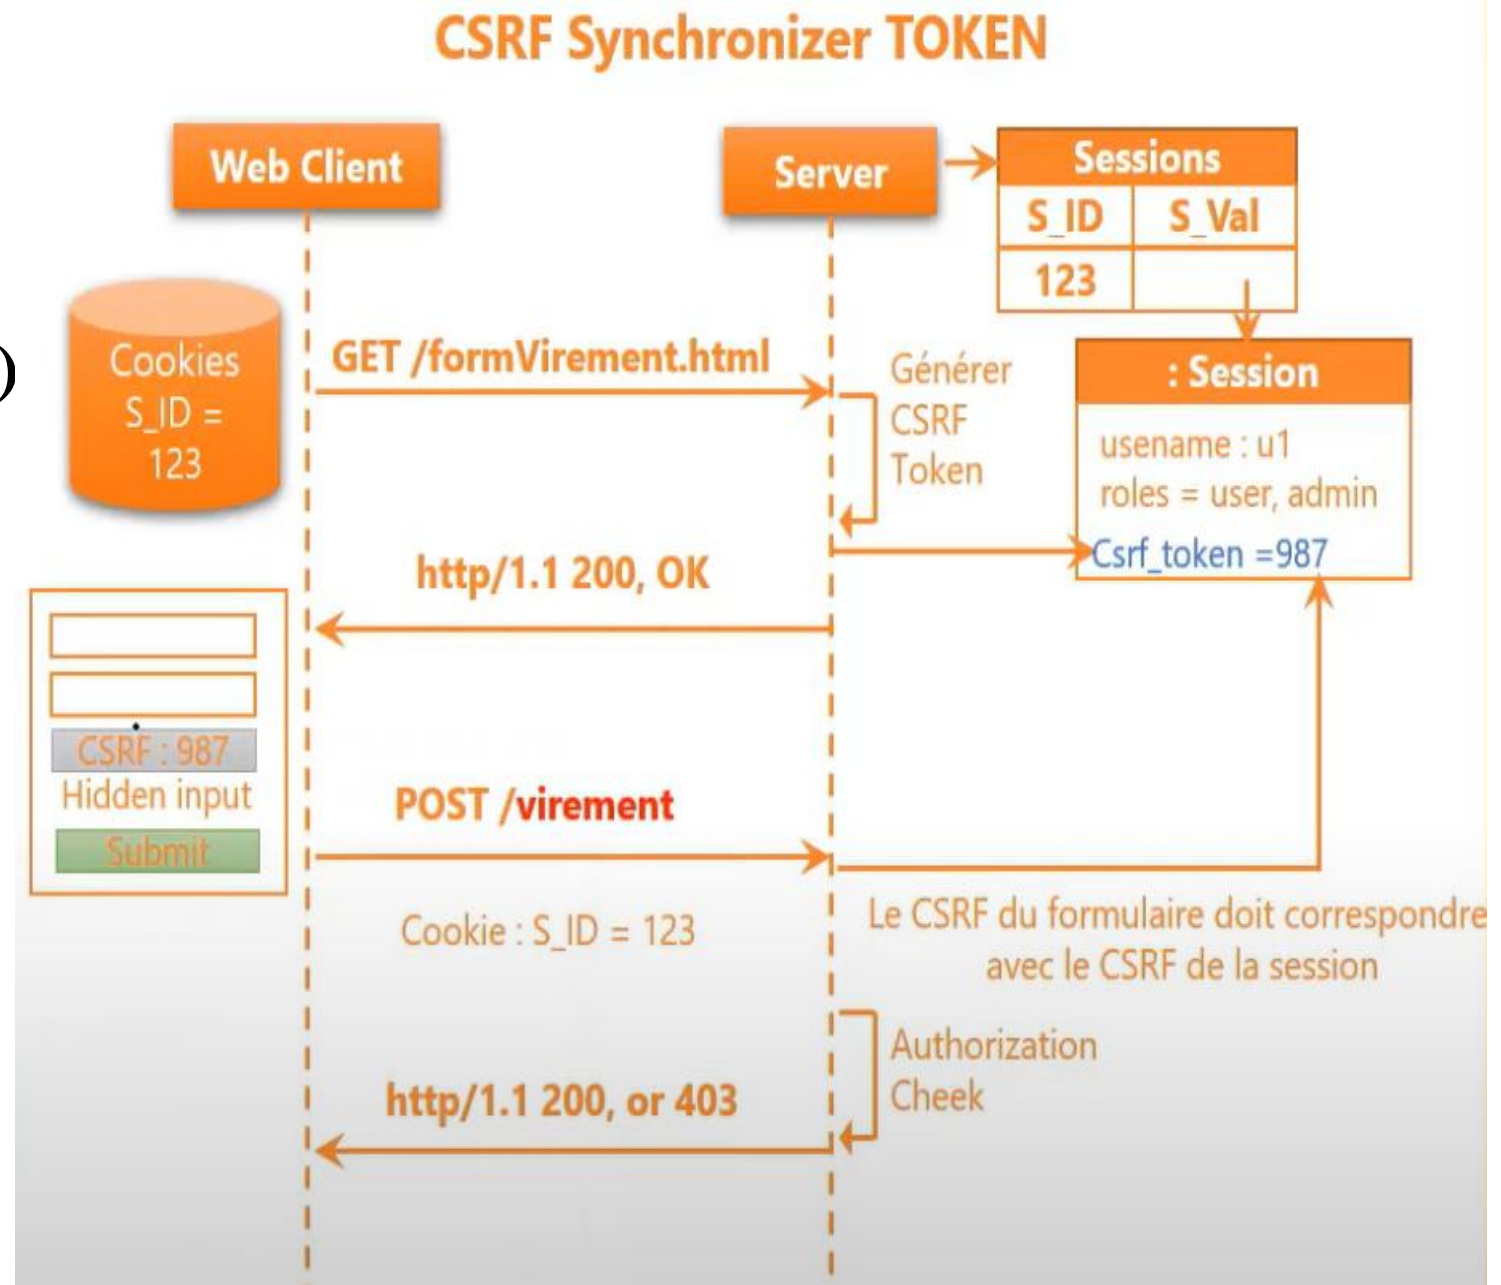 CSRF Synchronizer TOKEN
Web Client
Server
Sessions
S_ID
S_Val
123
)
Cookies
S_ID =
123
GET /formVirement.html
Générer
CSRF
Token
: Session
usename : u1
roles = user, admin
Csrf_token =987
http/1.1 200, OK
CSRF : 987
Hidden input
Submit
POST /virement
Cookie : S_ID = 123
Le CSRF du formulaire doit correspondre
avec le CSRF de la session
Authorization
Cheek
http/1.1 200, or 403